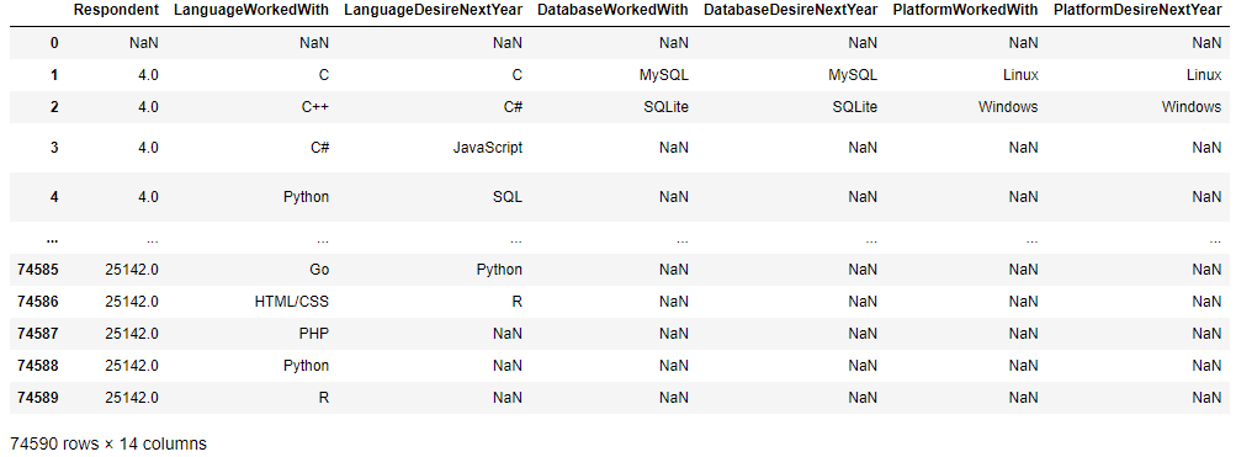 Respondent LanguageWorkedWith LanguageDesireNextYear DatabaseWorkedWith DatabaseDesireNextYear PlatformWorkedWith PlatformDesireNextYear
0 NaN NaN NaN NaN NaN NaN NaN
1 4.0 C C MySQL MySQL Linux Linux
2 4.0 C++ C# SQLite SQLite Windows Windows
3 4.0 C# JavaScript NaN NaN NaN NaN
4 4.0 Python SQL NaN NaN NaN NaN
... ... ... ... ... ... ... ...
74585 25142.0 Go Python NaN NaN NaN NaN
74586 25142.0 HTML/CSS R NaN NaN NaN NaN
74587 25142.0 PHP NaN NaN NaN NaN NaN
74588 25142.0 Python NaN NaN NaN NaN NaN
74589 25142.0 R NaN NaN NaN NaN NaN
74590 rows × 14 columns